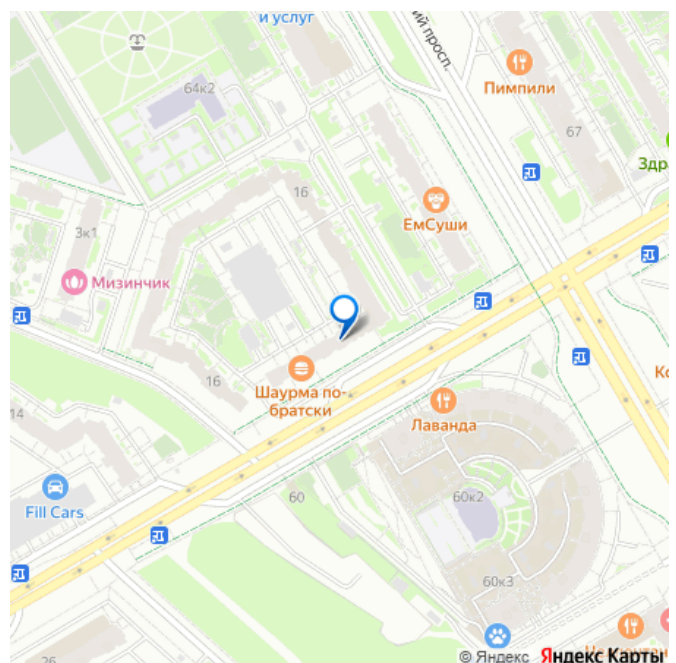 и услуг
ий просп.
Пимпили
64к2
67
Здр
16
ЕмСуши
3к1
Мизинчик
16
Шаурма по-
братски
Лаванда
14
Fill Cars
60
60к2
60к3
26
© Яндекс Яндекс Карты